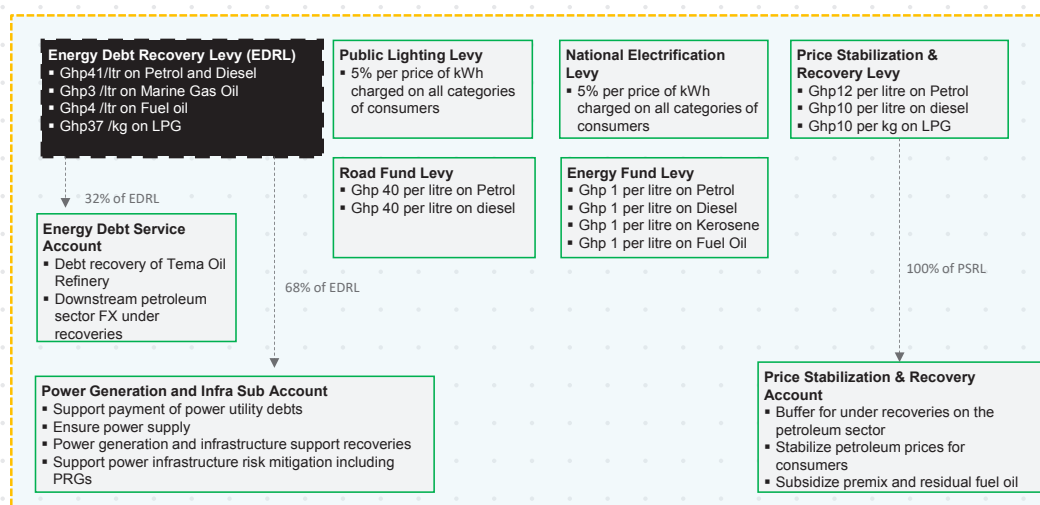 Energy Debt Recovery Levy (EDRL)
▪ Ghp41/ltr on Petrol and Diesel
▪ Ghp3 /ltr on Marine Gas Oil
▪ Ghp4 /ltr on Fuel oil
▪ Ghp37 /kg on LPG
Public Lighting Levy
▪ 5% per price of kWh
charged on all categories
of consumers
National Electrification
Levy
▪ 5% per price of kWh
charged on all categories of
consumers
Price Stabilization &
Recovery Levy
▪ Ghp12 per litre on Petrol
▪ Ghp10 per litre on diesel
▪ Ghp10 per kg on LPG
Road Fund Levy
▪ Ghp 40 per litre on Petrol
▪ Ghp 40 per litre on diesel
Energy Fund Levy
▪ Ghp 1 per litre on Petrol
▪ Ghp 1 per litre on Diesel
▪ Ghp 1 per litre on Kerosene
▪ Ghp 1 per litre on Fuel Oil
32% of EDRL
Energy Debt Service
Account
▪ Debt recovery of Tema Oil
Refinery
▪ Downstream petroleum
sector FX under
recoveries
68% of EDRL
100% of PSRL
Power Generation and Infra Sub Account
▪ Support payment of power utility debts
▪ Ensure power supply
▪ Power generation and infrastructure support recoveries
▪ Support power infrastructure risk mitigation including
PRGs
Price Stabilization & Recovery
Account
▪ Buffer for under recoveries on the
petroleum sector
▪ Stabilize petroleum prices for
consumers
▪ Subsidize premix and residual fuel oil